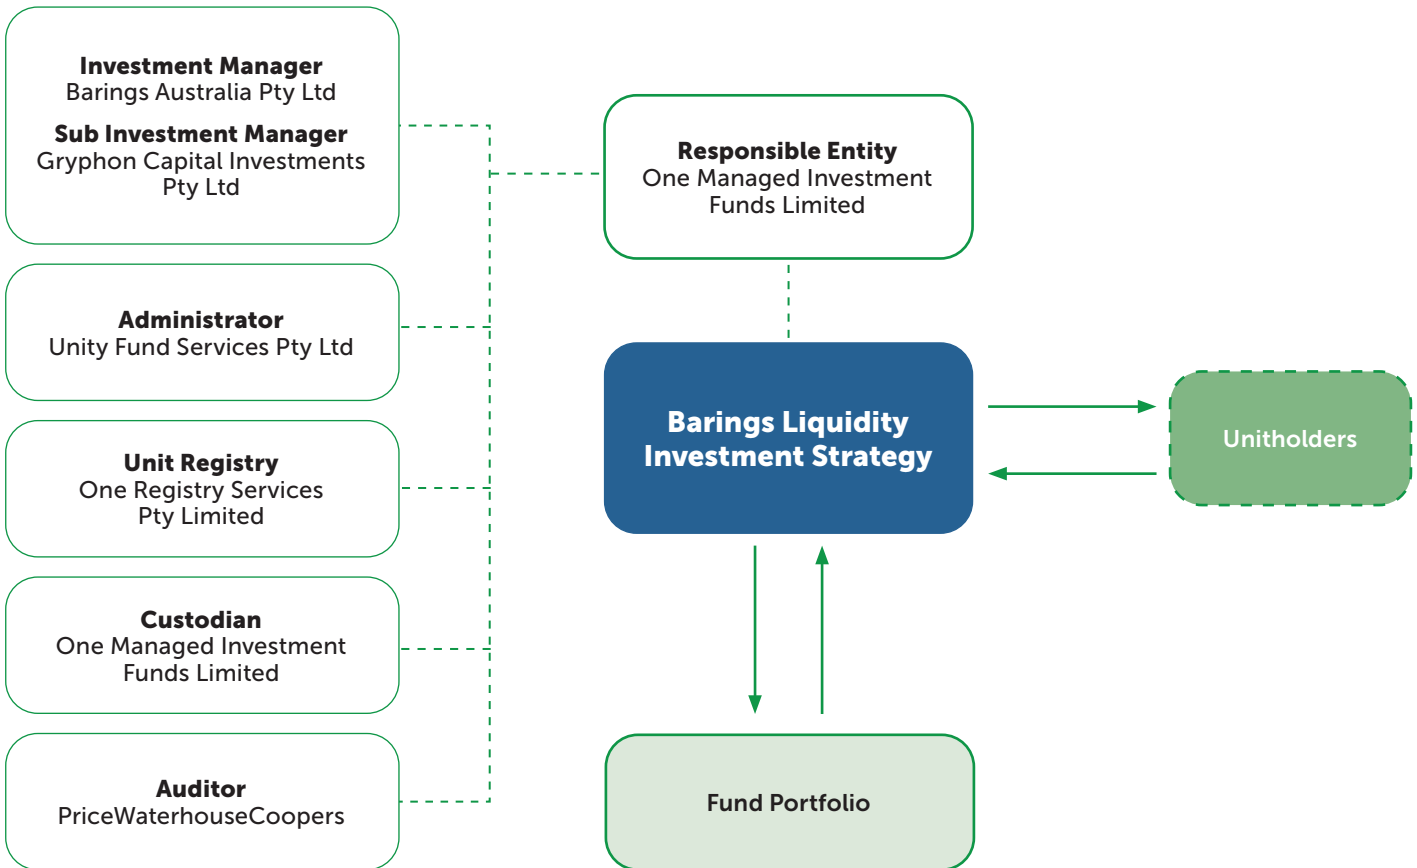 Investment Manager
Barings Australia Pty Ltd
Sub Investment Manager
Gryphon Capital Investments
Pty Ltd
Administrator
Unity Fund Services Pty Ltd
Unit Registry
One Registry Services
Pty Limited
Custodian
One Managed Investment
Funds Limited
Auditor
PriceWaterhouseCoopers
Responsible Entity
One Managed Investment
Funds Limited
Barings Liquidity
Investment Strategy
Fund Portfolio
Unitholders